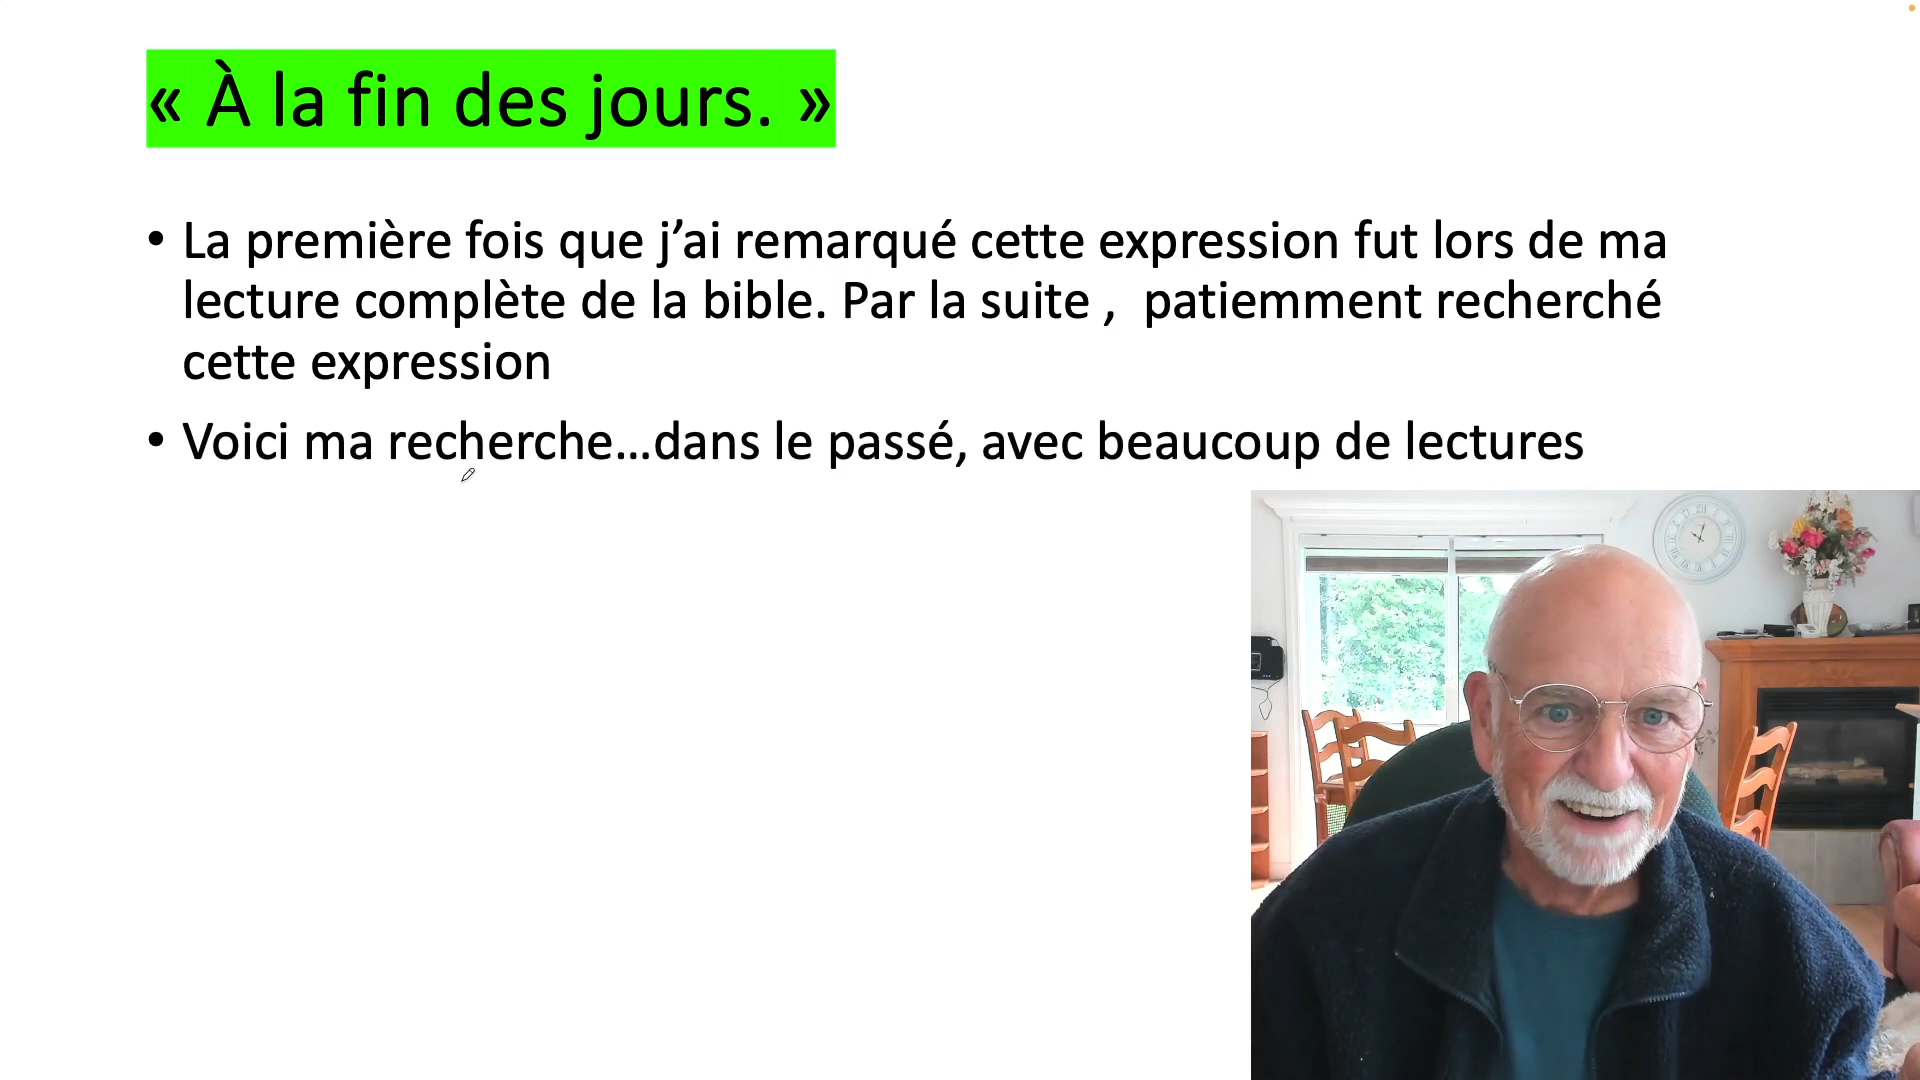 « À la fin des jours. »
• La première fois que j’ai remarqué cette expression fut lors de ma
lecture complète de la bible. Par la suite ,  patiemment recherché
cette expression
• Voici ma recherche…dans le passé, avec beaucoup de lectures